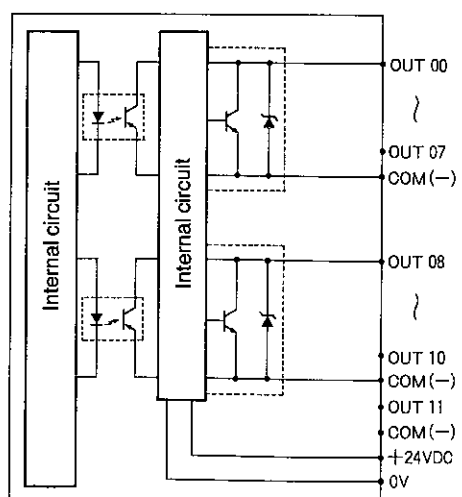 Internal circuit
Internal circuit
OUT 00
~
OUT 07
COM (−)
OUT 08
~
OUT 10
COM (−)
OUT 11
COM (−)
+24VDC
0V